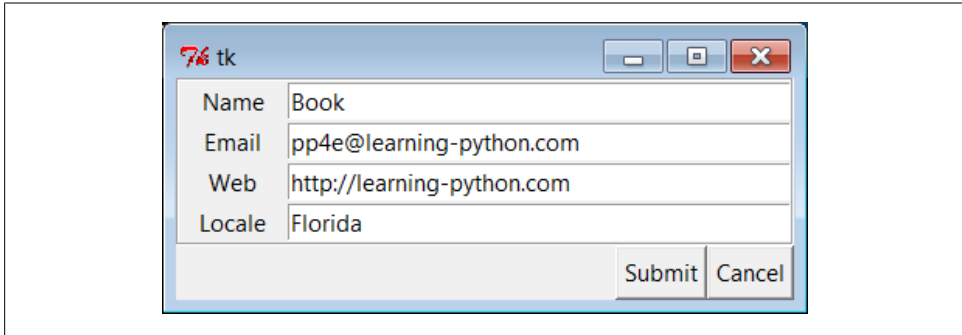 tk
Name Book
Email pp4e@learning-python.com
Web http://learning-python.com
Locale Florida
Submit Cancel